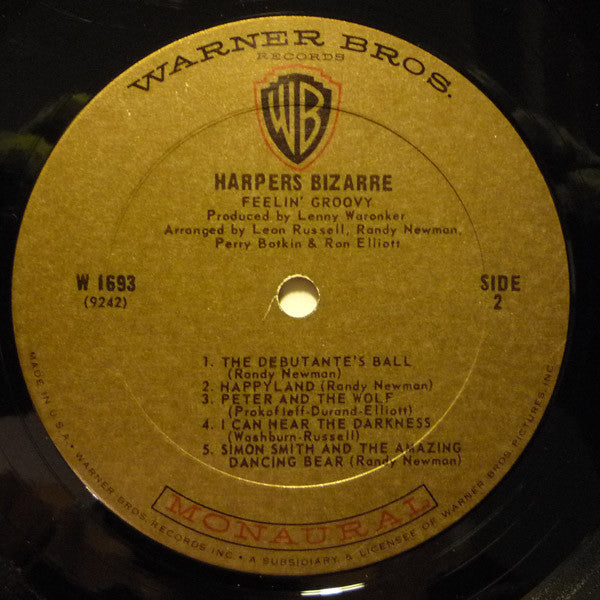 WARNER BROS.
RECORDS
WB
HARPERS BIZARRE
FEELIN' GROOVY
Produced by Lenny Waronker
Arranged by Leon Russell, Randy Newman,
Perry Botkin & Ron Elliott
W 1693
(9242)
SIDE
2
1. THE DEBUTANTE'S BALL
(Randy Newman)
2. HAPPYLAND (Randy Newman)
3. PETER AND THE WOLF
(Prokofieff-Durand-Elliott)
4. I CAN HEAR THE DARKNESS
(Washburn-Russell)
5. SIMON SMITH AND THE AMAZING
DANCING BEAR (Randy Newman)
MONAURAL
MADE IN U.S.A. • WARNER BROS. RECORDS INC. • A SUBSIDIARY & LICENSEE OF WARNER BROS. PICTURES, INC.